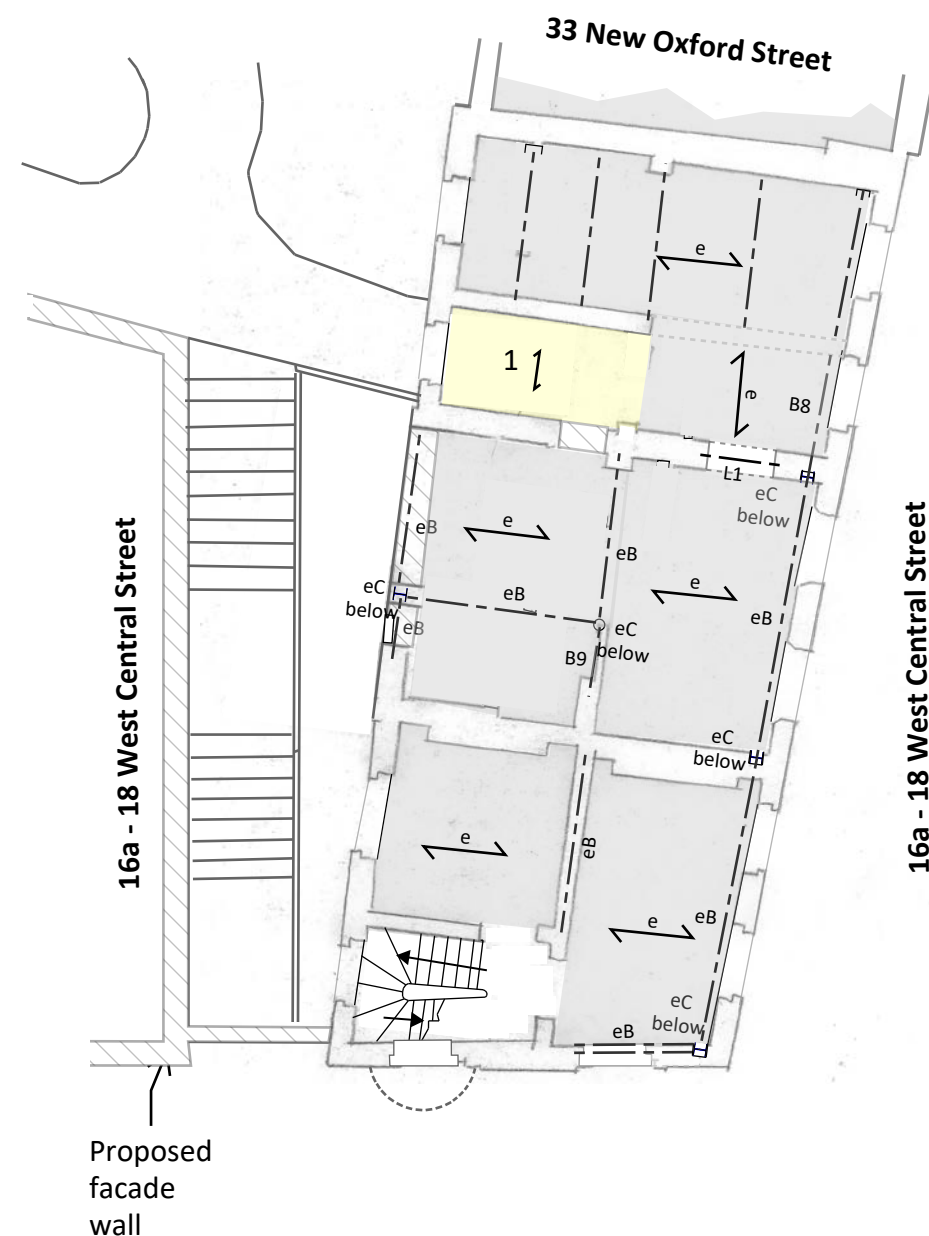 33 New Oxford Street
e
1
e
B8
L1
eC
below
eB
e
eB
e
eB
eB
eC
below
eB
eC
below
B9
eC
below
e
eB
eB
e
eC
below
eB
16a - 18 West Central Street
16a - 18 West Central Street
Proposed
facade
wall